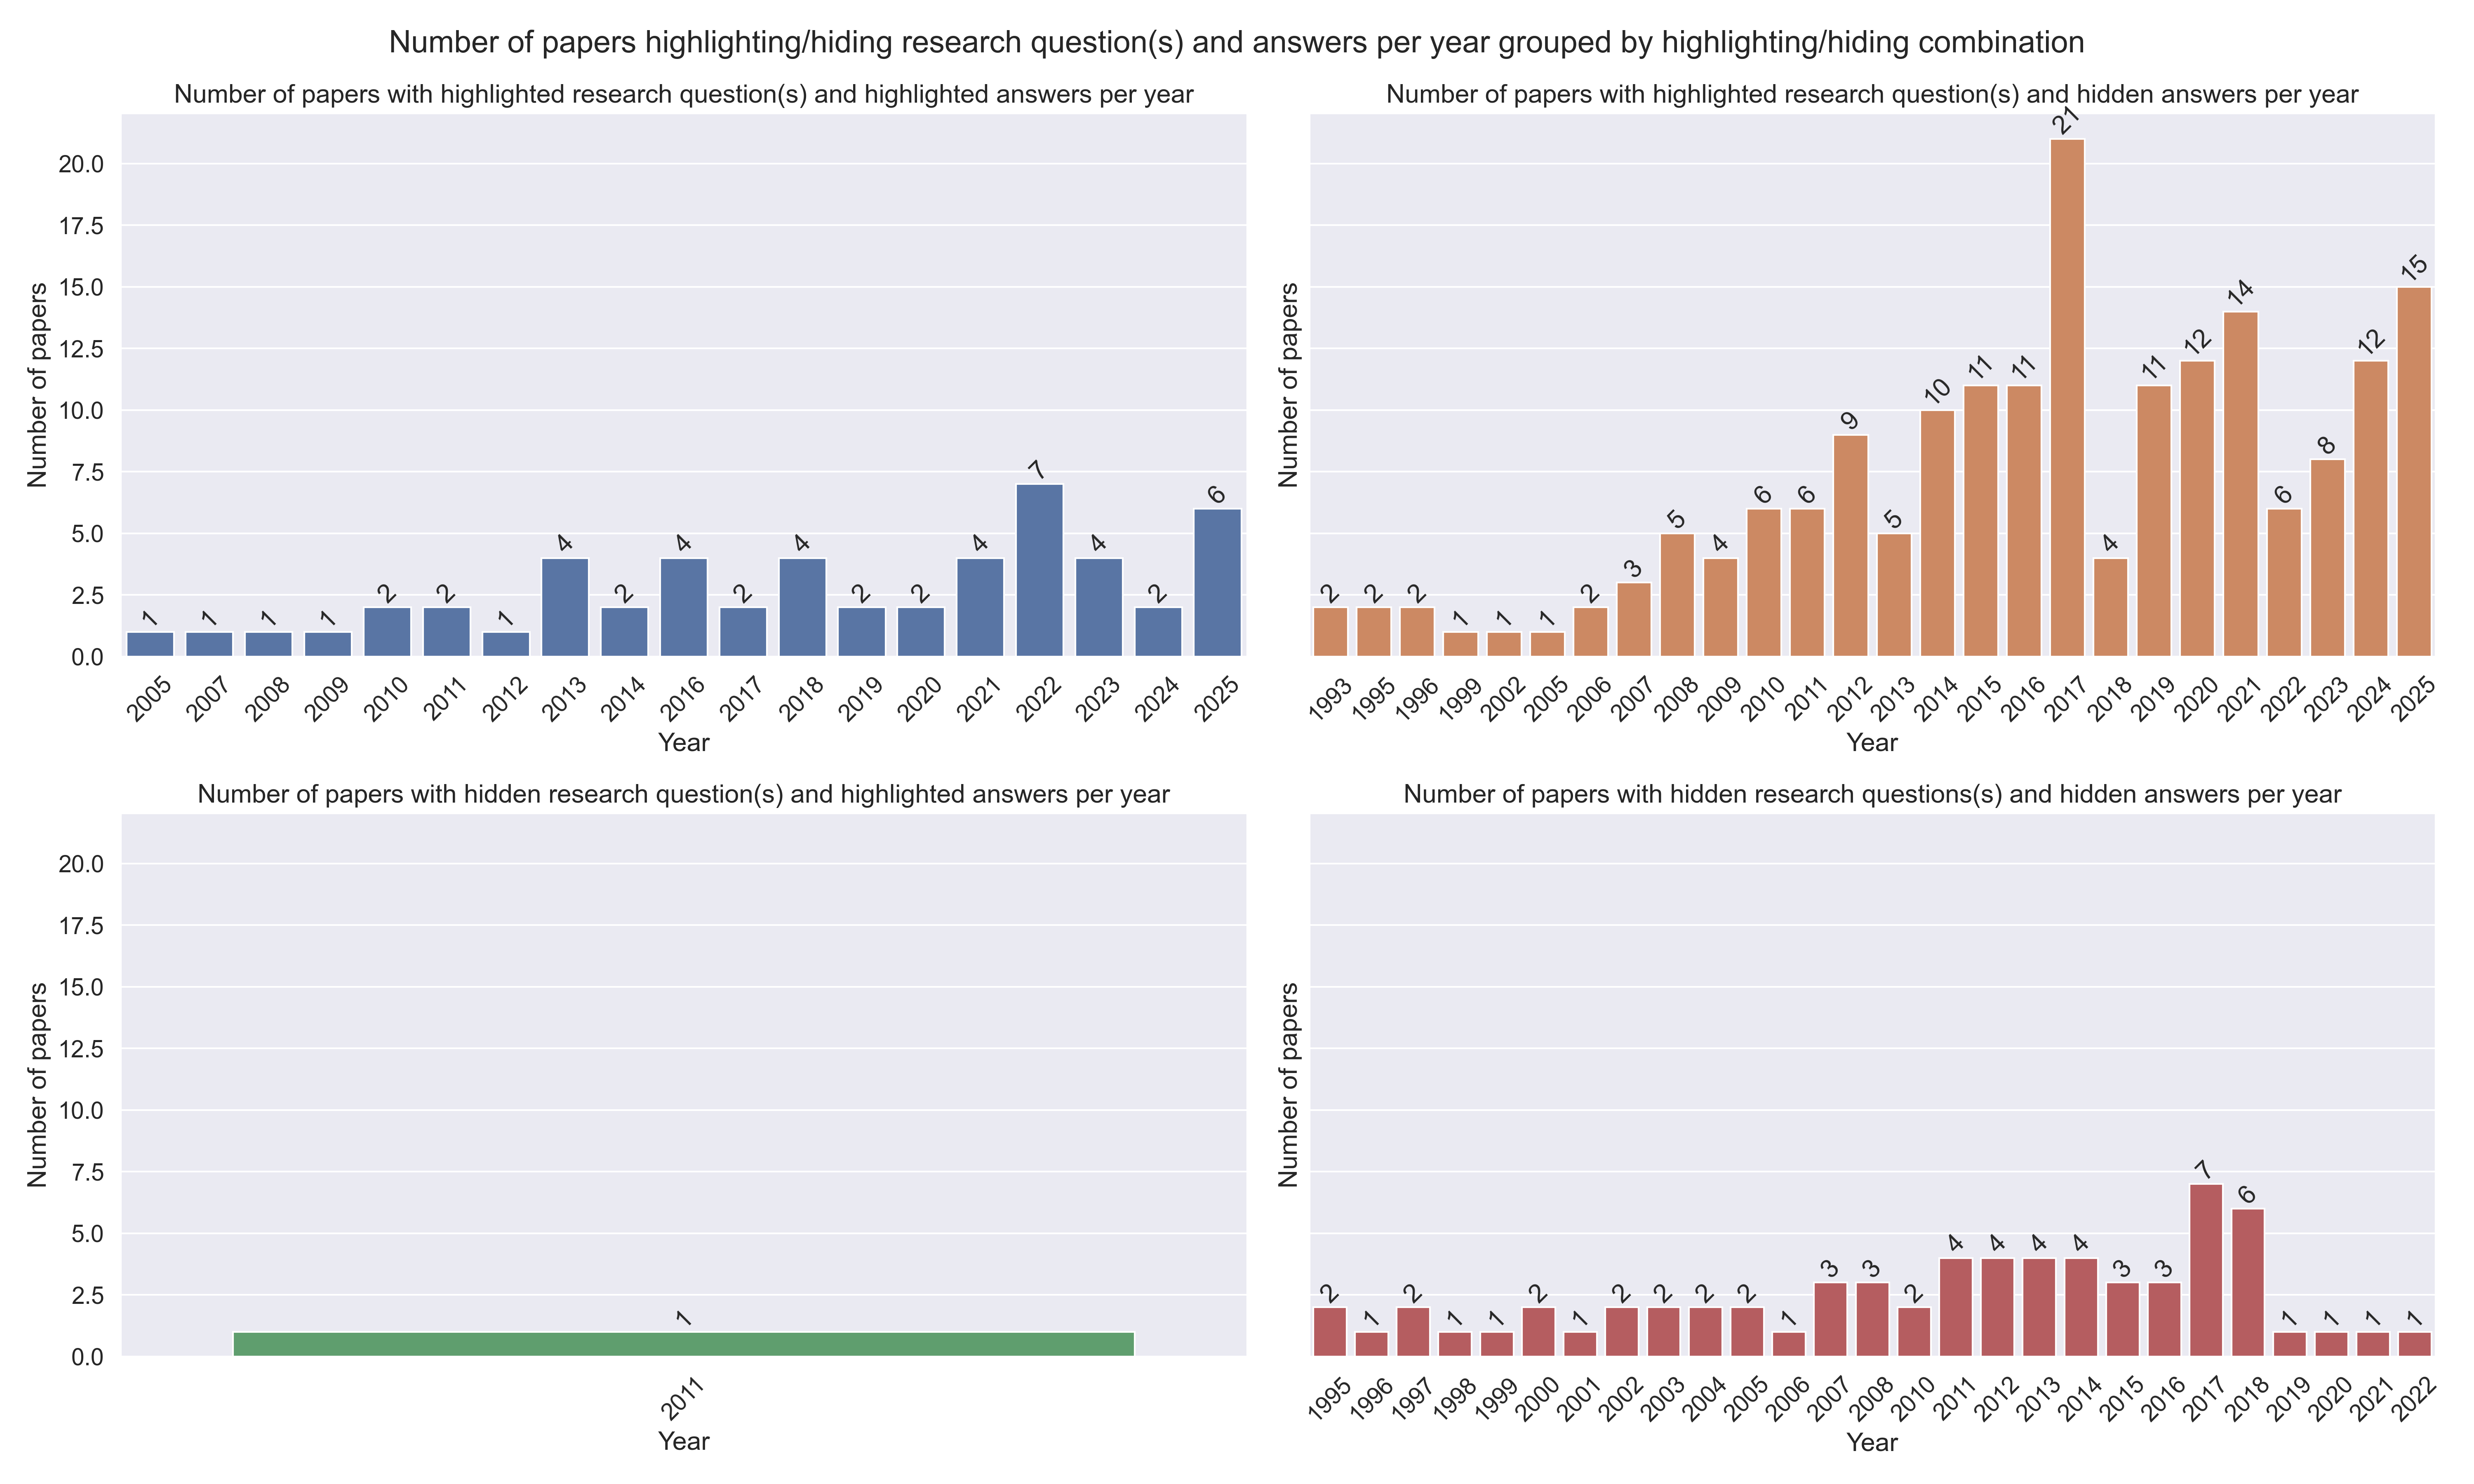 Number of papers highlighting/hiding research question(s) and answers per year grouped by highlighting/hiding combination
Number of papers with highlighted research question(s) and highlighted answers per year
Number of papers
20.0
17.5
15.0
12.5
10.0
7.5
5.0
2.5
0.0
1 1 1 1 2 2 1 4 2 4 2 4 2 2 4 7 4 2 6
2005 2007 2008 2009 2010 2011 2012 2013 2014 2016 2017 2018 2019 2020 2021 2022 2023 2024 2025
Year
Number of papers with highlighted research question(s) and hidden answers per year
Number of papers
2 2 2 1 1 1 2 3 5 4 6 6 9 5 10 11 11 21 4 11 12 14 6 8 12 15
1993 1995 1996 1999 2002 2005 2006 2007 2008 2009 2010 2011 2012 2013 2014 2015 2016 2017 2018 2019 2020 2021 2022 2023 2024 2025
Year
Number of papers with hidden research question(s) and highlighted answers per year
Number of papers
20.0
17.5
15.0
12.5
10.0
7.5
5.0
2.5
0.0
1
2011
Year
Number of papers with hidden research questions(s) and hidden answers per year
Number of papers
2 1 2 1 1 2 1 2 2 2 2 1 3 3 2 4 4 4 4 3 3 7 6 1 1 1 1
1995 1996 1997 1998 1999 2000 2001 2002 2003 2004 2005 2006 2007 2008 2010 2011 2012 2013 2014 2015 2016 2017 2018 2019 2020 2021 2022
Year